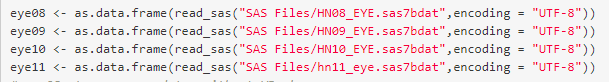 eye08 <- as.data.frame(read_sas("SAS Files/HN08_EYE.sas7bdat",encoding = "UTF-8"))
eye09 <- as.data.frame(read_sas("SAS Files/HN09_EYE.sas7bdat",encoding = "UTF-8"))
eye10 <- as.data.frame(read_sas("SAS Files/HN10_EYE.sas7bdat",encoding = "UTF-8"))
eye11 <- as.data.frame(read_sas("SAS Files/hn11_eye.sas7bdat",encoding = "UTF-8"))